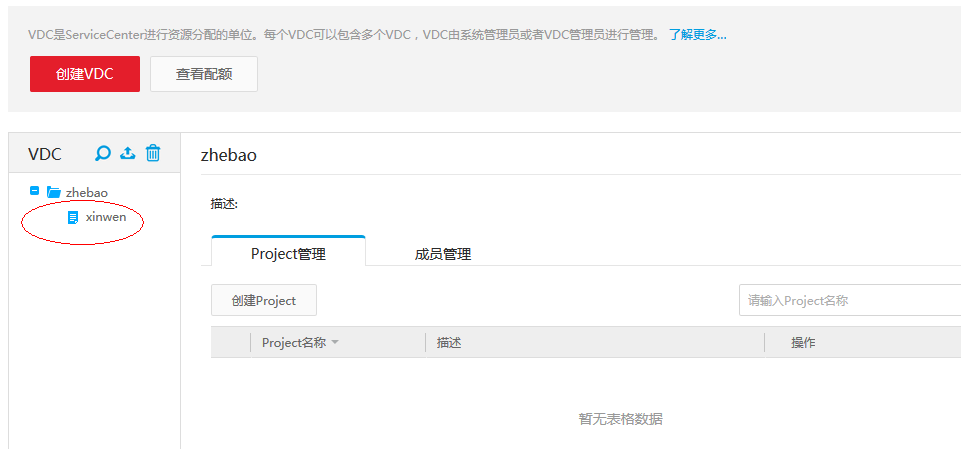 VDC是ServiceCenter进行资源分配的单位。每个VDC可以包含多个VDC，VDC由系统管理员或者VDC管理员进行管理。 了解更多...
创建VDC 查看配额
VDC
zhebao
xinwen
zhebao
描述:
Project管理 成员管理
创建Project 请输入Project名称
Project名称 描述 操作
暂无表格数据